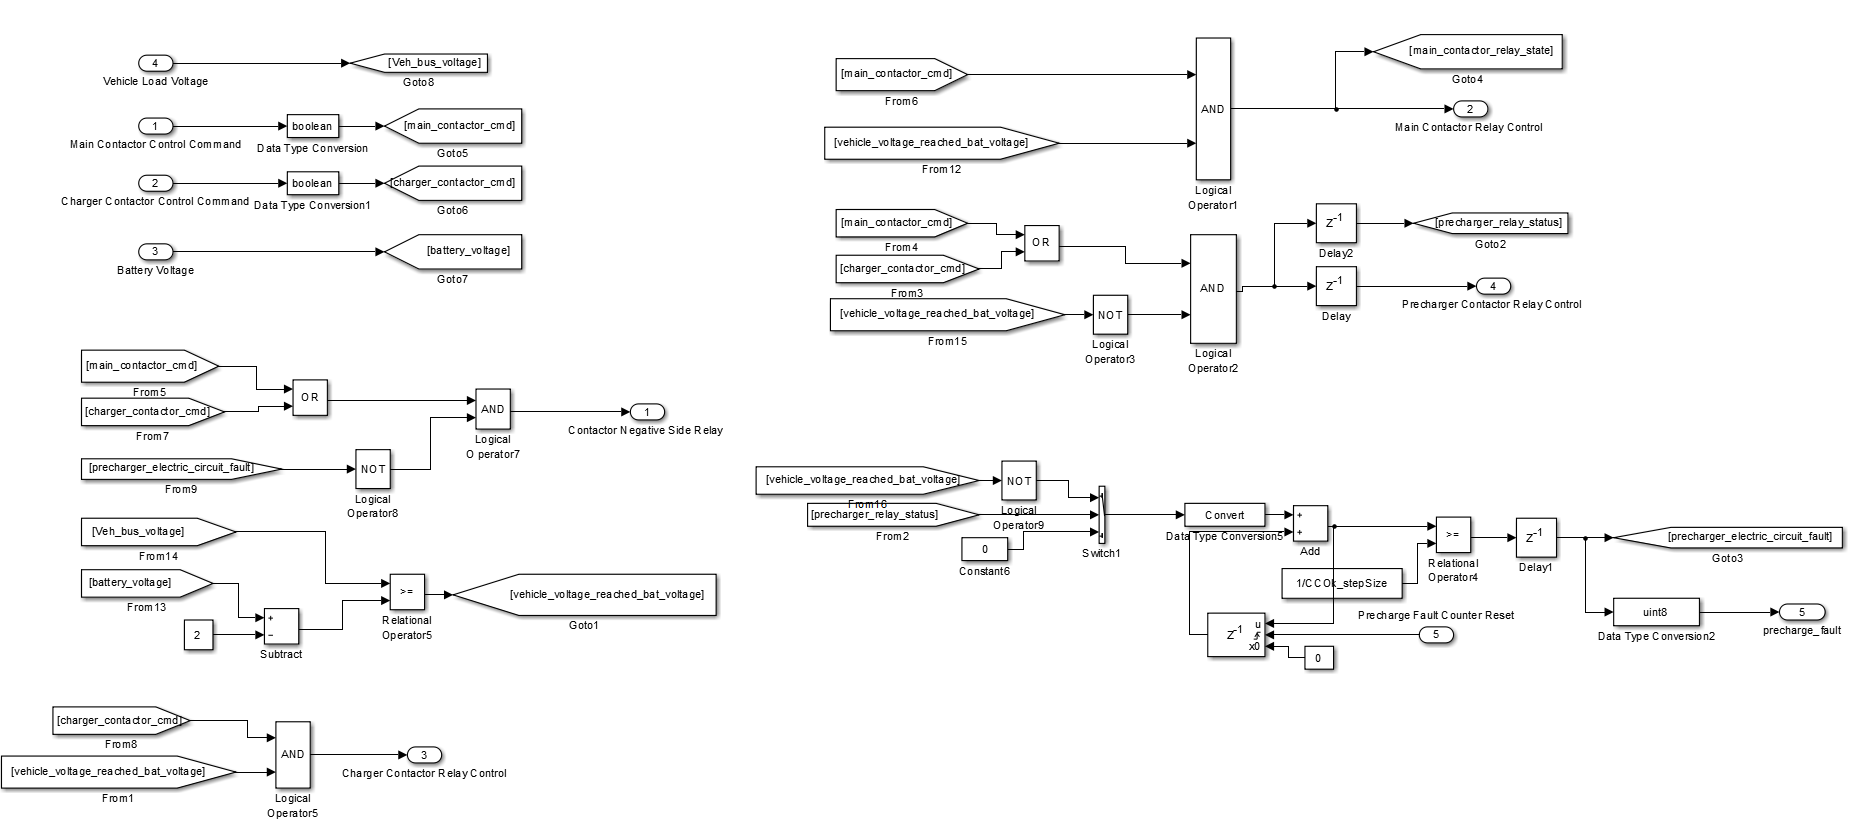 4
Vehicle Load Voltage
[Veh_bus_voltage]
Goto8
1
Main Contactor Control Command
boolean
Data Type Conversion
[main_contactor_cmd]
Goto5
2
Charger Contactor Control Command
boolean
Data Type Conversion1
[charger_contactor_cmd]
Goto6
3
Battery Voltage
[battery_voltage]
Goto7
[main_contactor_cmd]
From5
[charger_contactor_cmd]
From7
OR
[precharger_electric_circuit_fault]
From9
NOT
Logical
Operator8
AND
Logical
Operator7
1
Contactor Negative Side Relay
[Veh_bus_voltage]
From14
[battery_voltage]
From13
2
+
−
Subtract
>=
Relational
Operator5
[vehicle_voltage_reached_bat_voltage]
Goto1
[charger_contactor_cmd]
From8
[vehicle_voltage_reached_bat_voltage]
From1
AND
Logical
Operator5
3
Charger Contactor Relay Control
[main_contactor_cmd]
From6
[vehicle_voltage_reached_bat_voltage]
From12
AND
Logical
Operator1
[main_contactor_relay_state]
Goto4
2
Main Contactor Relay Control
[main_contactor_cmd]
From4
[charger_contactor_cmd]
From3
OR
[vehicle_voltage_reached_bat_voltage]
From15
NOT
Logical
Operator3
AND
Logical
Operator2
Z-1
Delay2
[precharger_relay_status]
Goto2
Z-1
Delay
4
Precharger Contactor Relay Control
[vehicle_voltage_reached_bat_voltage]
From16
NOT
Logical
Operator9
[precharger_relay_status]
From2
0
Constant6
Switch1
Convert
Data Type Conversion5
+
+
Add
1/CCOk_stepSize
>=
Relational
Operator4
Z-1
Delay1
[precharger_electric_circuit_fault]
Goto3
uint8
Data Type Conversion2
5
precharge_fault
Z-1
u
x0
Precharge Fault Counter Reset
5
0